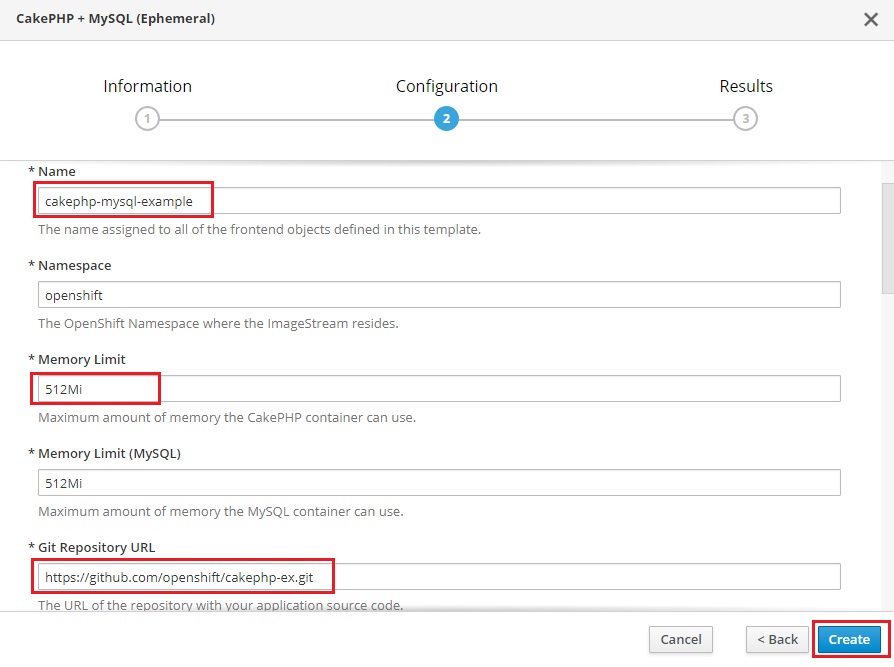 CakePHP + MySQL (Ephemeral)
Information Configuration Results
1 2 3
* Name
cakephp-mysql-example
The name assigned to all of the frontend objects defined in this template.
* Namespace
openshift
The OpenShift Namespace where the ImageStream resides.
* Memory Limit
512Mi
Maximum amount of memory the CakePHP container can use.
* Memory Limit (MySQL)
512Mi
Maximum amount of memory the MySQL container can use.
* Git Repository URL
https://github.com/openshift/cakephp-ex.git
The URL of the repository with your application source code.
Cancel < Back Create